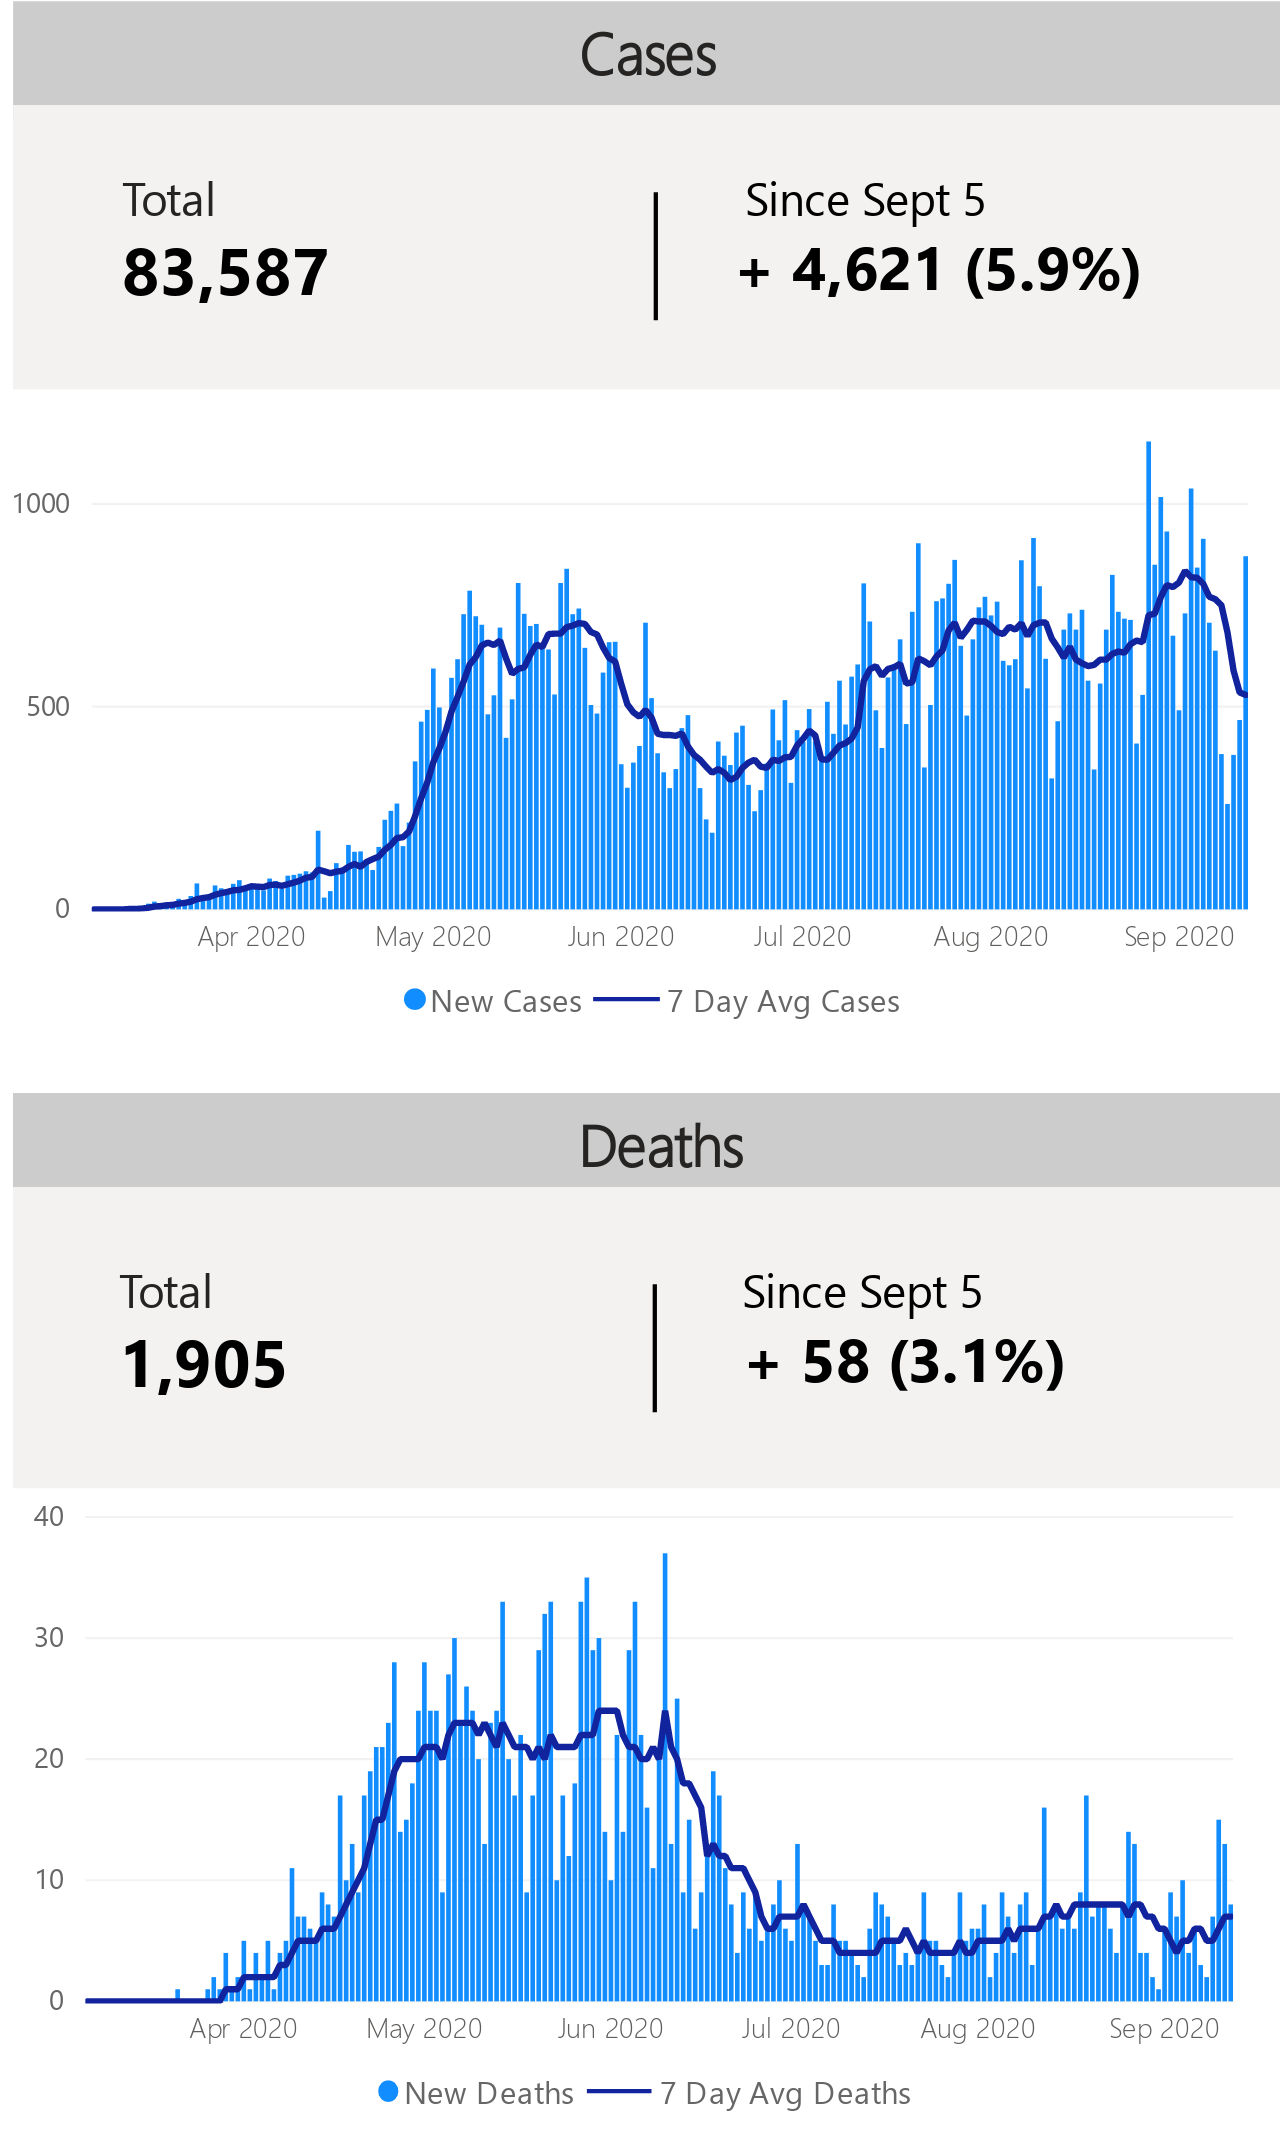 Cases
Total
Since Sept 5
83,587
+ 4,621 (5.9%)
1000
500
0
Apr 2020
May 2020
Jun 2020
Jul 2020
Aug 2020
Sep 2020
New Cases
7 Day Avg Cases
Deaths
Total
Since Sept 5
1,905
+ 58 (3.1%)
40
30
20
10
0
Apr 2020
May 2020
Jun 2020
Jul 2020
Aug 2020
Sep 2020
New Deaths
7 Day Avg Deaths